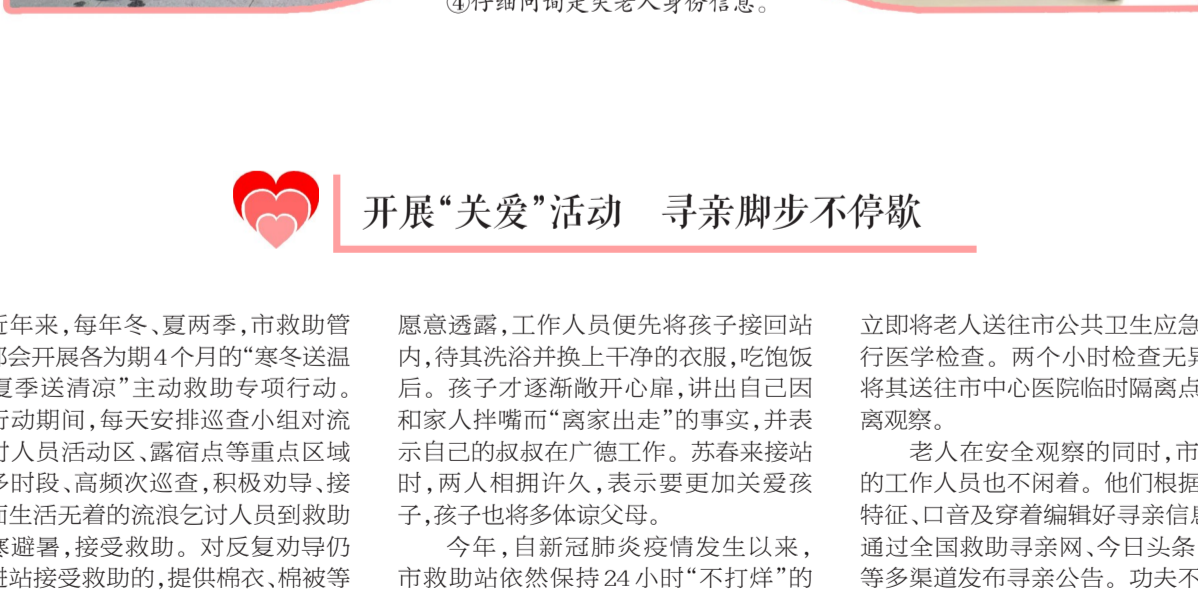 ④仔细问询走失老人身份信息。
开展“关爱”活动　寻亲脚步不停歇
近年来,每年冬、夏两季,市救助管
都会开展各为期4个月的“寒冬送温
夏季送清凉”主动救助专项行动。
行动期间,每天安排巡查小组对流
讨人员活动区、露宿点等重点区域
多时段、高频次巡查,积极劝导、接
而生活无着的流浪乞讨人员到救助
寒避暑,接受救助。对反复劝导仍
进站接受救助的,提供棉衣、棉被等
愿意透露,工作人员便先将孩子接回站
内,待其洗浴并换上干净的衣服,吃饱饭
后。孩子才逐渐敞开心扉,讲出自己因
和家人拌嘴而“离家出走”的事实,并表
示自己的叔叔在广德工作。苏春来接站
时,两人相拥许久,表示要更加关爱孩
子,孩子也将多体谅父母。
今年,自新冠肺炎疫情发生以来,
市救助站依然保持24小时“不打烊”的
立即将老人送往市公共卫生应急
行医学检查。两个小时检查无异
将其送往市中心医院临时隔离点
离观察。
老人在安全观察的同时,市
的工作人员也不闲着。他们根据
特征、口音及穿着编辑好寻亲信息
通过全国救助寻亲网、今日头条
等多渠道发布寻亲公告。功夫不